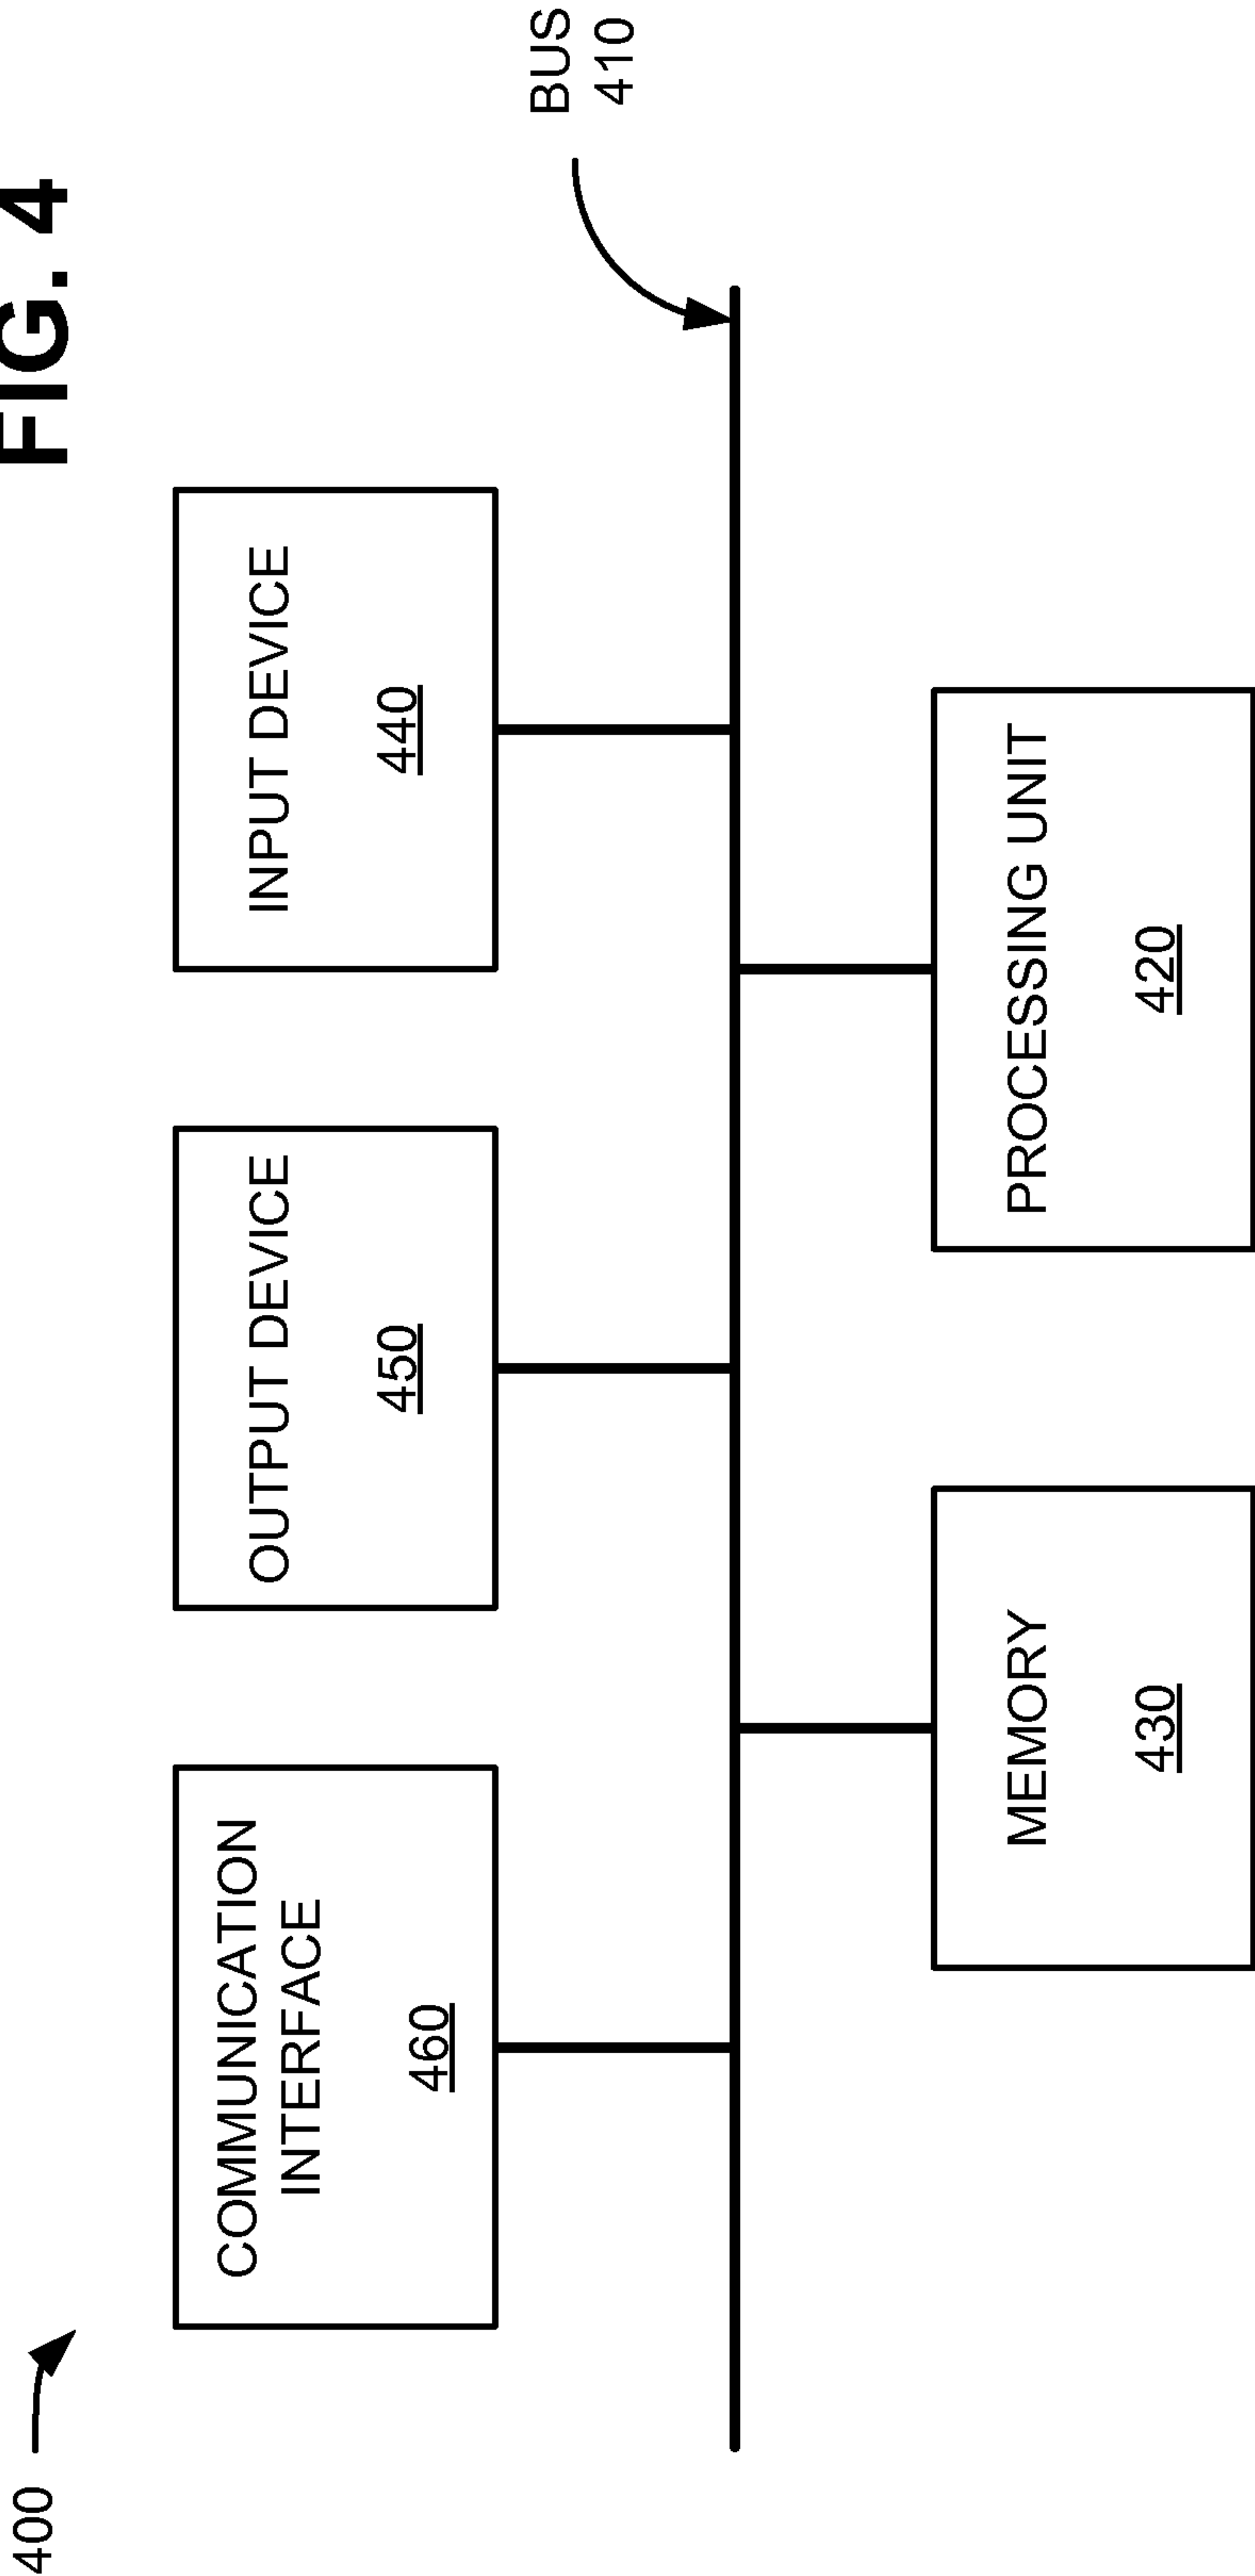 FIG. 4
400
COMMUNICATION
INTERFACE
460
OUTPUT DEVICE
450
INPUT DEVICE
440
BUS
410
MEMORY
430
PROCESSING UNIT
420